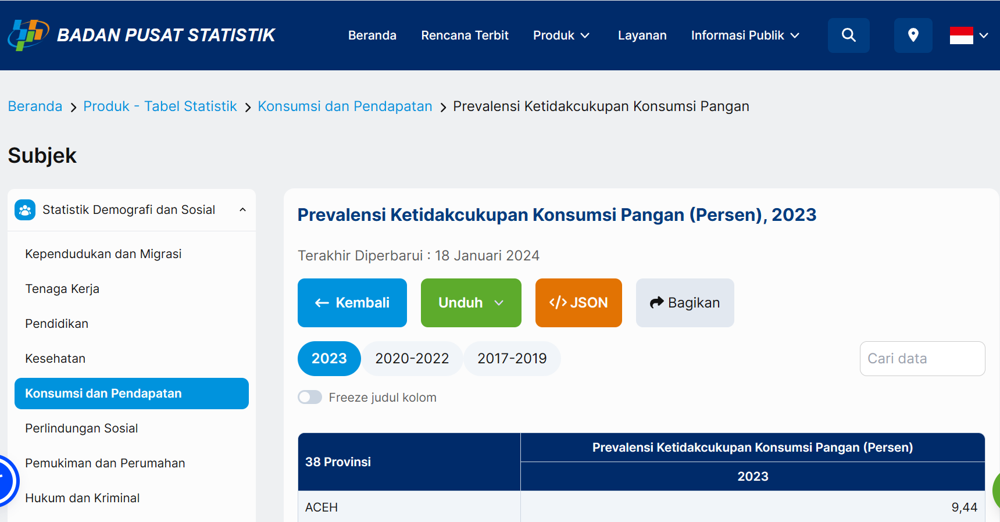 BADAN PUSAT STATISTIK
Beranda
Rencana Terbit
Produk
Layanan
Informasi Publik
Beranda > Produk - Tabel Statistik > Konsumsi dan Pendapatan > Prevalensi Ketidakcukupan Konsumsi Pangan
Subjek
Statistik Demografi dan Sosial
Kependudukan dan Migrasi
Tenaga Kerja
Pendidikan
Kesehatan
Konsumsi dan Pendapatan
Perlindungan Sosial
Pemukiman dan Perumahan
Hukum dan Kriminal
Prevalensi Ketidakcukupan Konsumsi Pangan (Persen), 2023
Terakhir Diperbarui : 18 Januari 2024
← Kembali
Unduh
</> JSON
Bagikan
2023
2020-2022
2017-2019
Cari data
Freeze judul kolom
38 Provinsi
Prevalensi Ketidakcukupan Konsumsi Pangan (Persen)
2023
ACEH 9,44